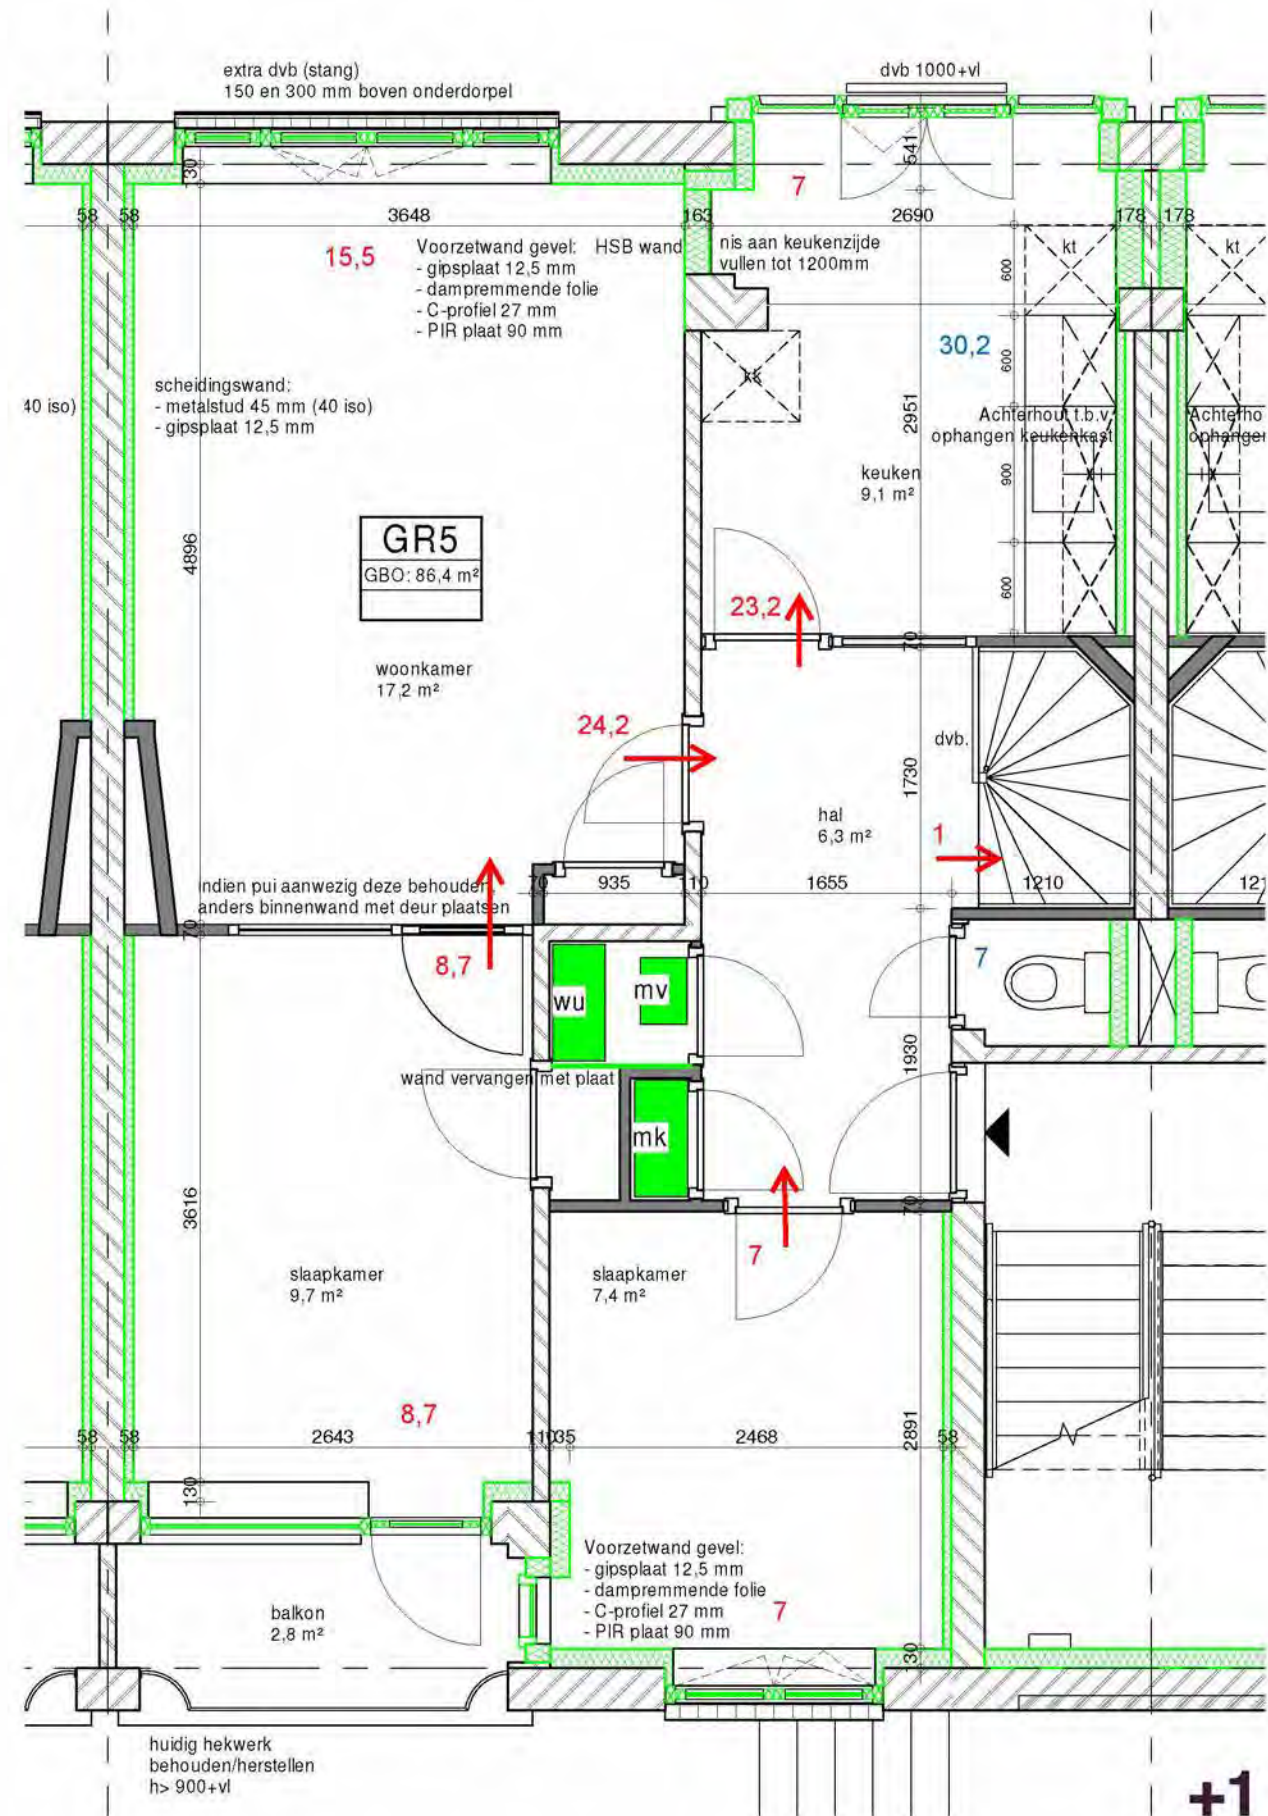 extra dvb (stang)
150 en 300 mm boven onderdorpel
dvb 1000+vl
130
541
7
58
58
3648
163
2690
178
178
15,5
Voorzetwand gevel:
- gipsplaat 12,5 mm
- dampremmende folie
- C-profiel 27 mm
- PIR plaat 90 mm
HSB wand
nis aan keukenzijde
vullen tot 1200mm
kt
kt
600
30,2
600
kk
40 iso)
scheidingswand:
- metalstud 45 mm (40 iso)
- gipsplaat 12,5 mm
2951
Achterhout t.b.v.
ophangen keukenkast
Achterho
ophangen
keuken
9,1 m²
900
4896
GR5
GBO: 86,4 m²
600
23,2
70
woonkamer
17,2 m²
24,2
dvb.
1730
hal
6,3 m²
1
indien pui aanwezig deze behouden,
anders binnenwand met deur plaatsen
70
935
110
1655
1210
121
70
8,7
wu
mv
7
1930
wand vervangen met plaat
mk
70
3616
7
slaapkamer
9,7 m²
slaapkamer
7,4 m²
8,7
58
58
2643
110
35
2468
2891
58
130
Voorzetwand gevel:
- gipsplaat 12,5 mm
- dampremmende folie
- C-profiel 27 mm
- PIR plaat 90 mm
7
balkon
2,8 m²
130
huidig hekwerk
behouden/herstellen
h> 900+vl
+1